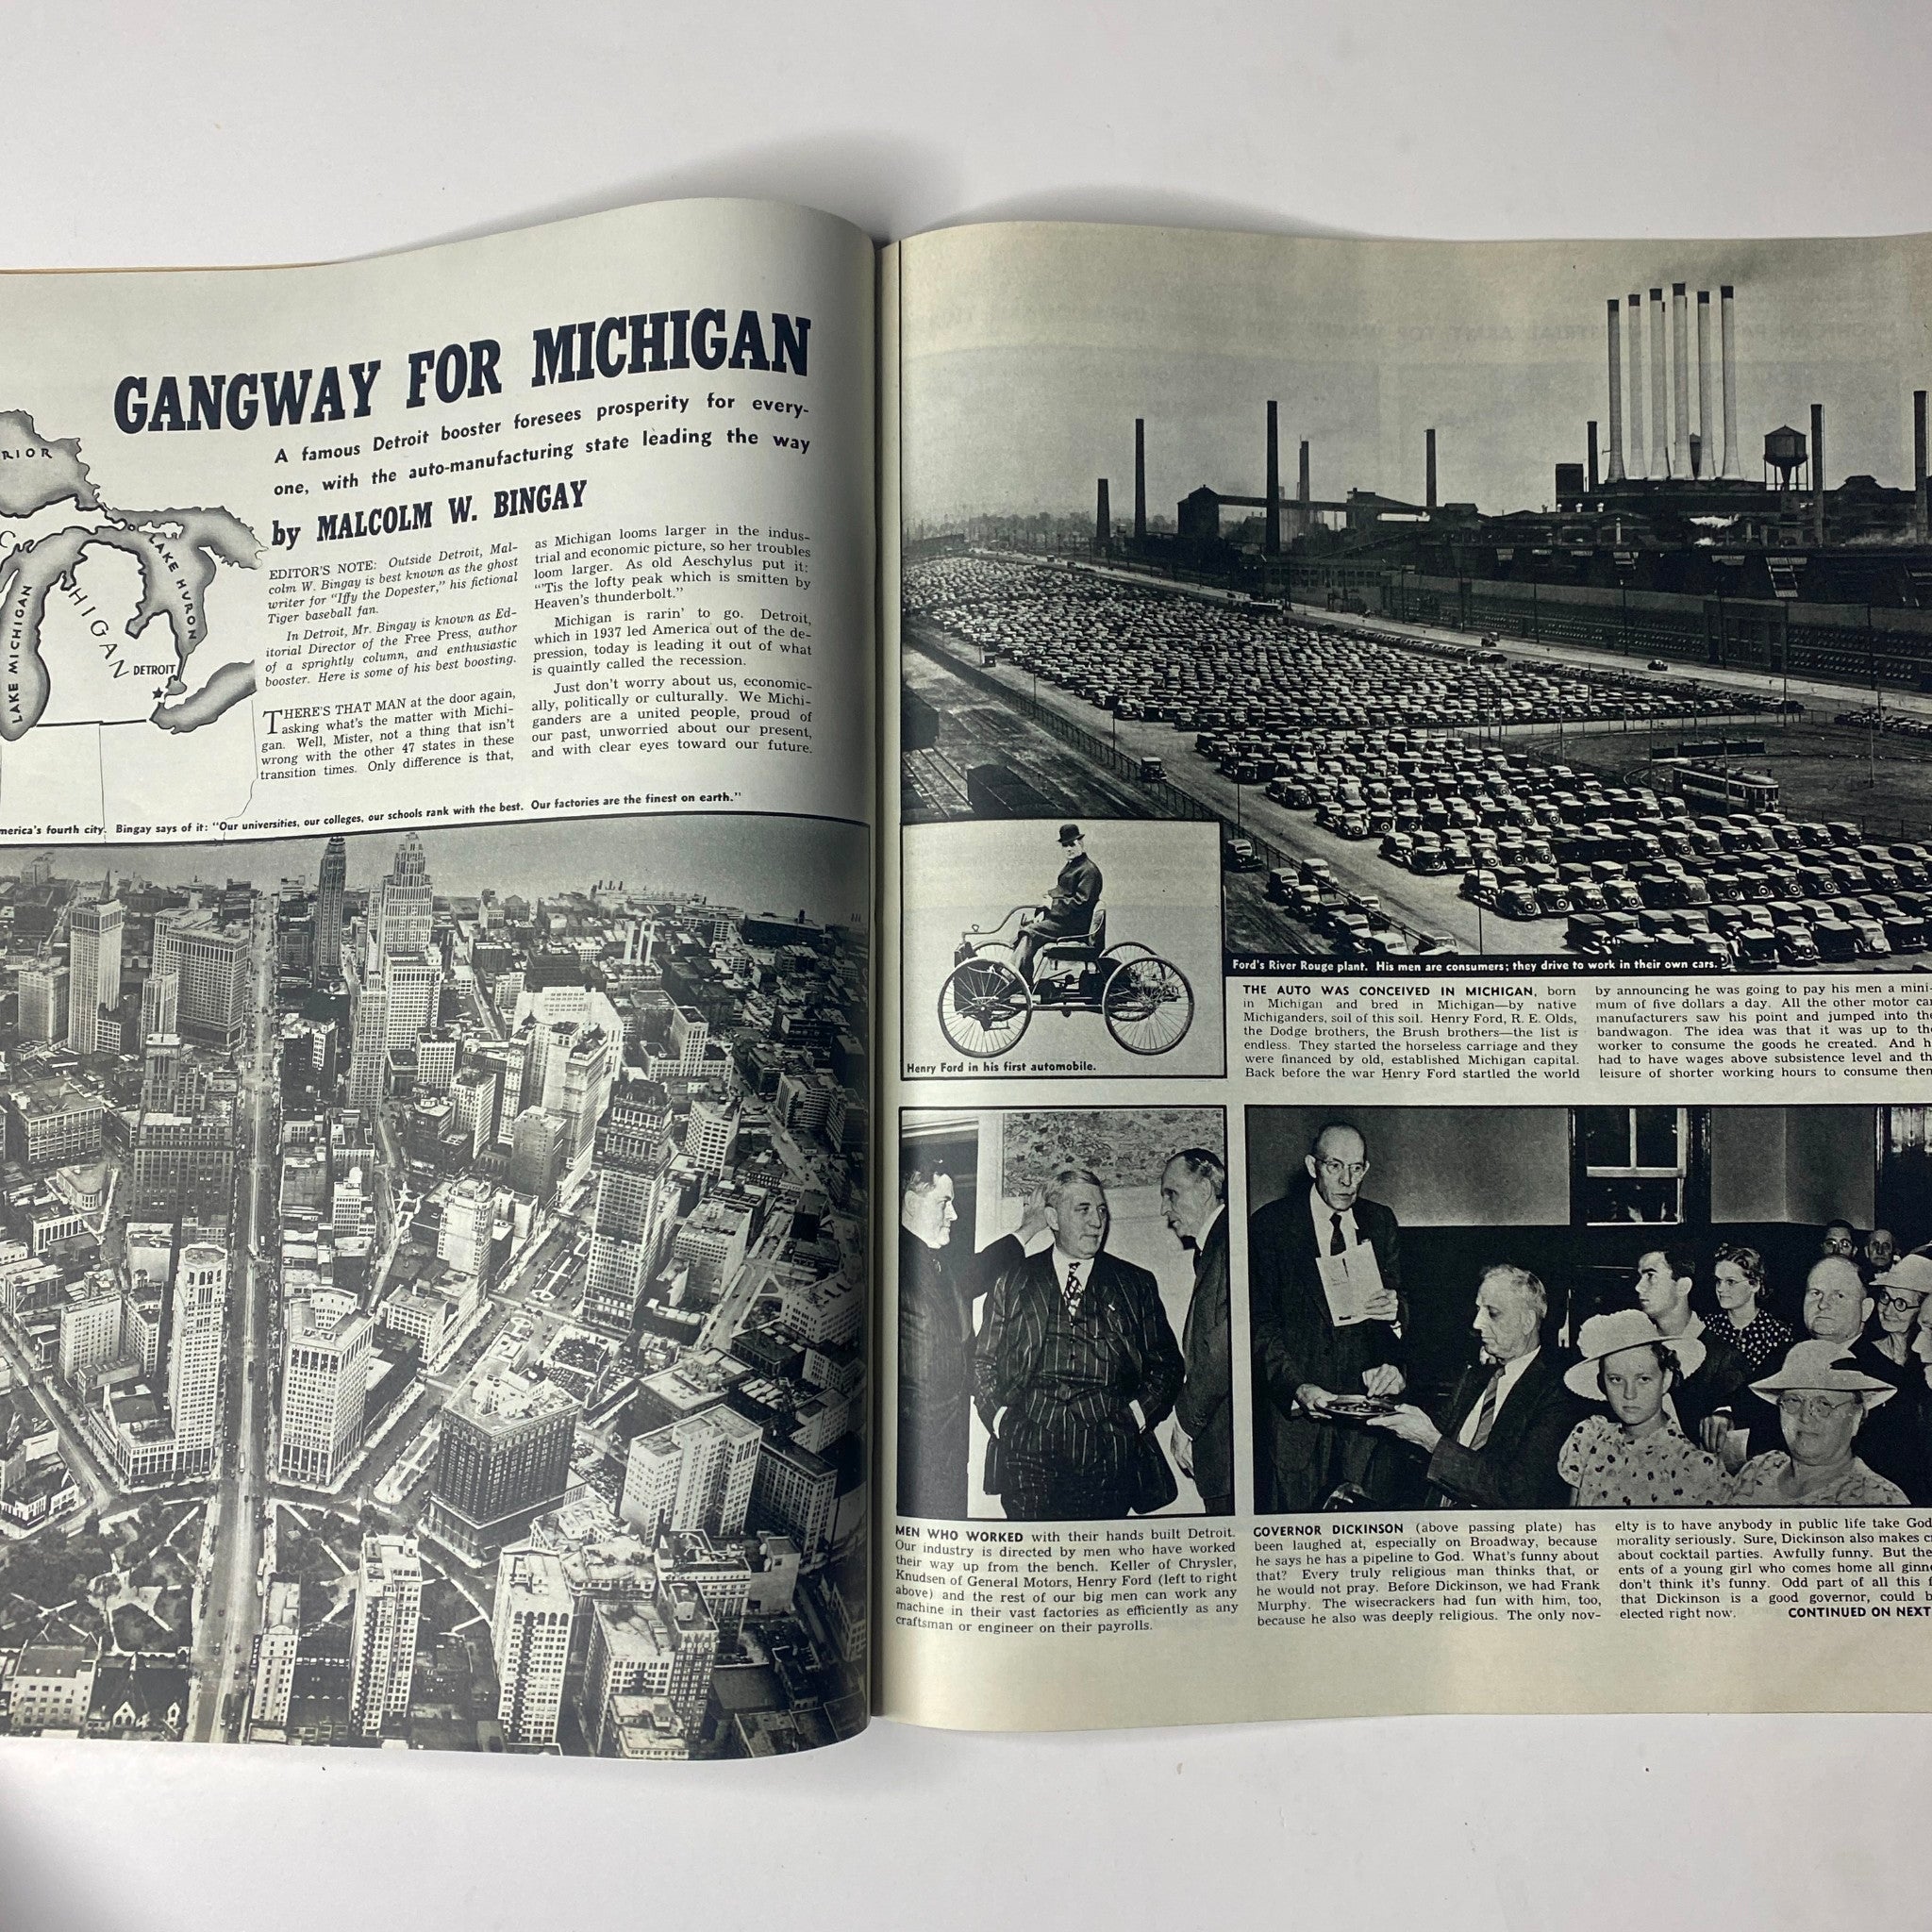 GANGWAY FOR MICHIGAN
A famous Detroit booster foresees prosperity for every-
one, with the auto-manufacturing state leading the way
by MALCOLM W. BINGAY
RIOR
LAKE MICHIGAN
LAKE HURON
DETROIT
EDITOR'S NOTE: Outside Detroit, Mal-
colm W. Bingay is best known as the ghost
writer for "Iffy the Dopester," his fictional
Tiger baseball fan.
In Detroit, Mr. Bingay is known as Ed-
itorial Director of the Free Press, author
of a sprightly column, and enthusiastic
booster. Here is some of his best boosting.
THERE'S THAT MAN at the door again,
asking what's the matter with Michi-
gan. Well, Mister, not a thing that isn't
wrong with the other 47 states in these
transition times. Only difference is that,
as Michigan looms larger in the indus-
trial and economic picture, so her troubles
loom larger. As old Aeschylus put it:
"'Tis the lofty peak which is smitten by
Heaven's thunderbolt."
Michigan is rarin' to go. Detroit,
which in 1937 led America out of the de-
pression, today is leading it out of what
is quaintly called the recession.
Just don't worry about us, economic-
ally, politically or culturally. We Michi-
ganders are a united people, proud of
our past, unworried about our present,
and with clear eyes toward our future.
merica's fourth city. Bingay says of it: "Our universities, our colleges, our schools rank with the best. Our factories are the finest on earth."
Ford's River Rouge plant. His men are consumers; they drive to work in their own cars.
Henry Ford in his first automobile.
THE AUTO WAS CONCEIVED IN MICHIGAN, born
in Michigan and bred in Michigan—by native
Michiganders, soil of this soil. Henry Ford, R. E. Olds,
the Dodge brothers, the Brush brothers—the list is
endless. They started the horseless carriage and they
were financed by old, established Michigan capital.
Back before the war Henry Ford startled the world
by announcing he was going to pay his men a mini-
mum of five dollars a day. All the other motor ca
manufacturers saw his point and jumped into the
bandwagon. The idea was that it was up to the
worker to consume the goods he created. And h
had to have wages above subsistence level and th
leisure of shorter working hours to consume them
MEN WHO WORKED with their hands built Detroit.
Our industry is directed by men who have worked
their way up from the bench. Keller of Chrysler,
Knudsen of General Motors, Henry Ford (left to right
above) and the rest of our big men can work any
machine in their vast factories as efficiently as any
craftsman or engineer on their payrolls.
GOVERNOR DICKINSON (above passing plate) has
been laughed at, especially on Broadway, because
he says he has a pipeline to God. What's funny about
that? Every truly religious man thinks that, or
he would not pray. Before Dickinson, we had Frank
Murphy. The wisecrackers had fun with him, too,
because he also was deeply religious. The only nov-
elty is to have anybody in public life take God
morality seriously. Sure, Dickinson also makes c
about cocktail parties. Awfully funny. But the
ents of a young girl who comes home all ginne
don't think it's funny. Odd part of all this
that Dickinson is a good governor, could b
elected right now. CONTINUED ON NEXT